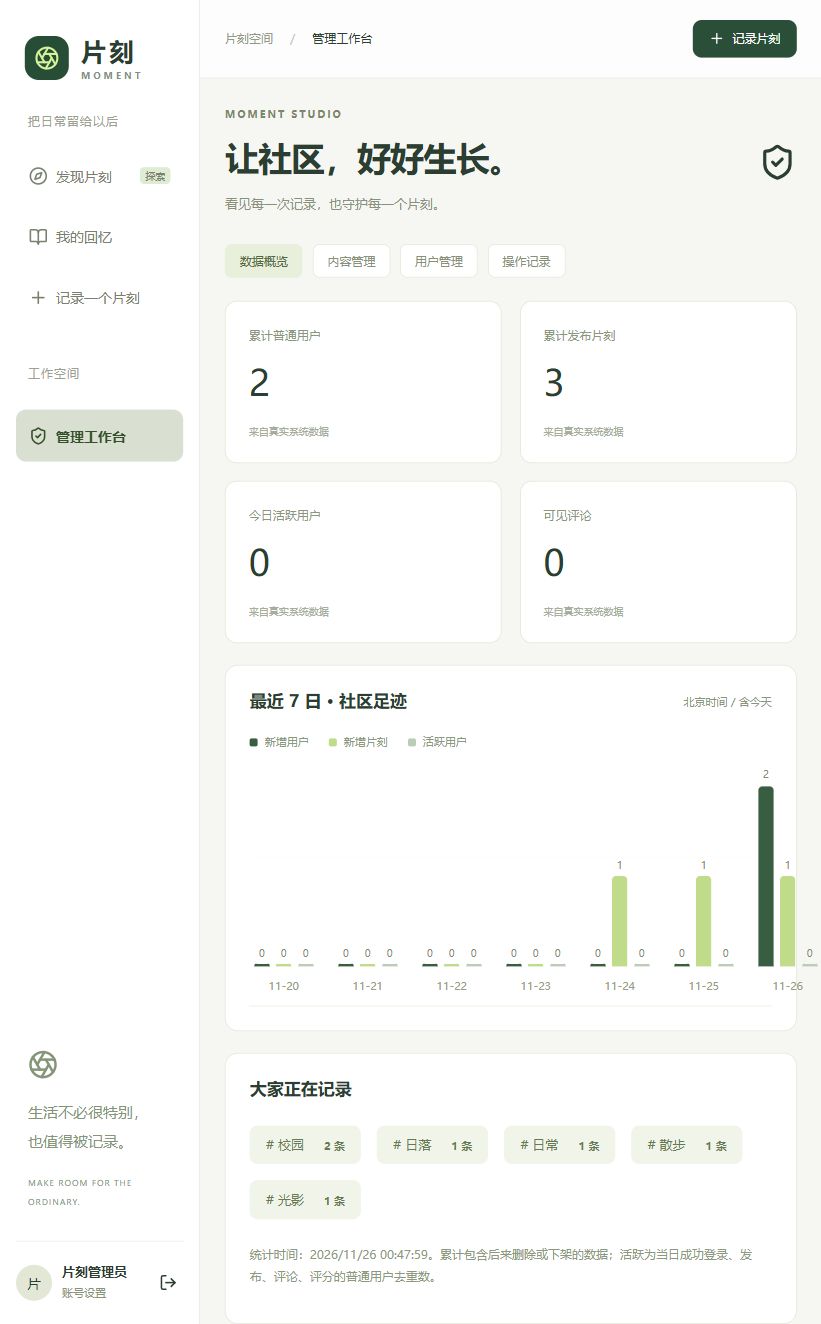 片刻
MOMENT
把日常留给以后
发现片刻 探索
我的回忆
+ 记录一个片刻
工作空间
管理工作台
生活不必很特别，
也值得被记录。
MAKE ROOM FOR THE
ORDINARY.
片 片刻管理员
账号设置
片刻空间 / 管理工作台
+ 记录片刻
MOMENT STUDIO
让社区，好好生长。
看见每一次记录，也守护每一个片刻。
数据概览 内容管理 用户管理 操作记录
累计普通用户
2
来自真实系统数据
累计发布片刻
3
来自真实系统数据
今日活跃用户
0
来自真实系统数据
可见评论
0
来自真实系统数据
最近 7 日·社区足迹 北京时间 / 含今天
新增用户 新增片刻 活跃用户
2
1 1 1
0 0 0 0 0 0 0 0 0 0 0 0 0 0 0 0 0
11-20 11-21 11-22 11-23 11-24 11-25 11-26
大家正在记录
# 校园 2 条 # 日落 1 条 # 日常 1 条 # 散步 1 条
# 光影 1 条
统计时间：2026/11/26 00:47:59。累计包含后来删除或下架的数据；活跃为当日成功登录、发
布、评论、评分的普通用户去重数。